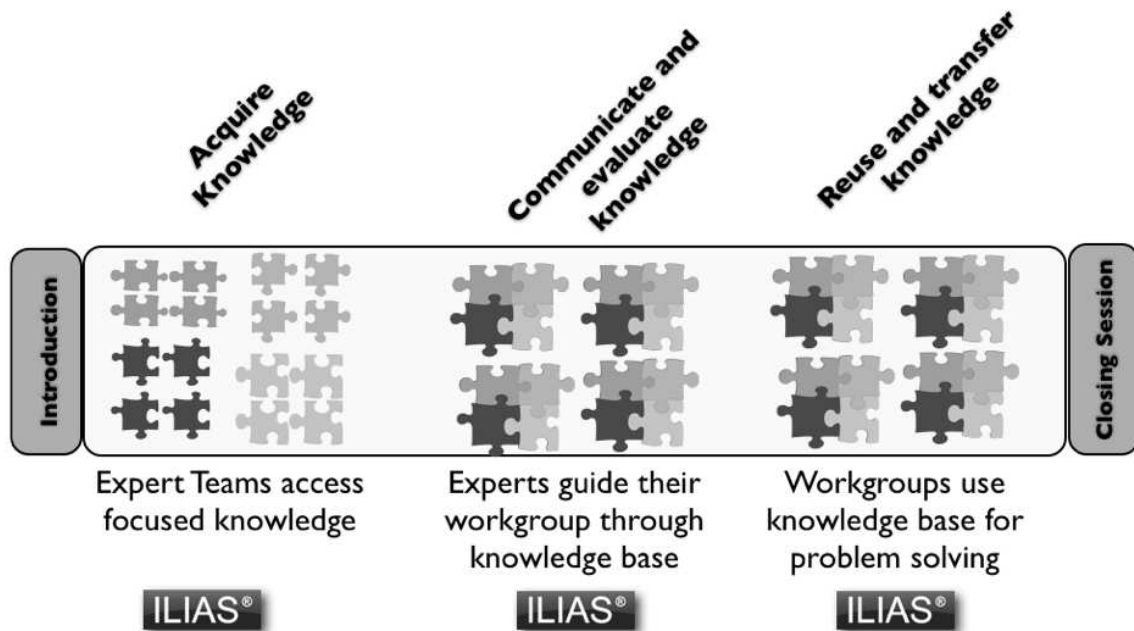 Acquire
Knowledge
Communicate and
evaluate
knowledge
Reuse and transfer
knowledge
Introduction
Closing Session
Expert Teams access
focused knowledge
Experts guide their
workgroup through
knowledge base
Workgroups use
knowledge base for
problem solving
ILIAS®
ILIAS®
ILIAS®